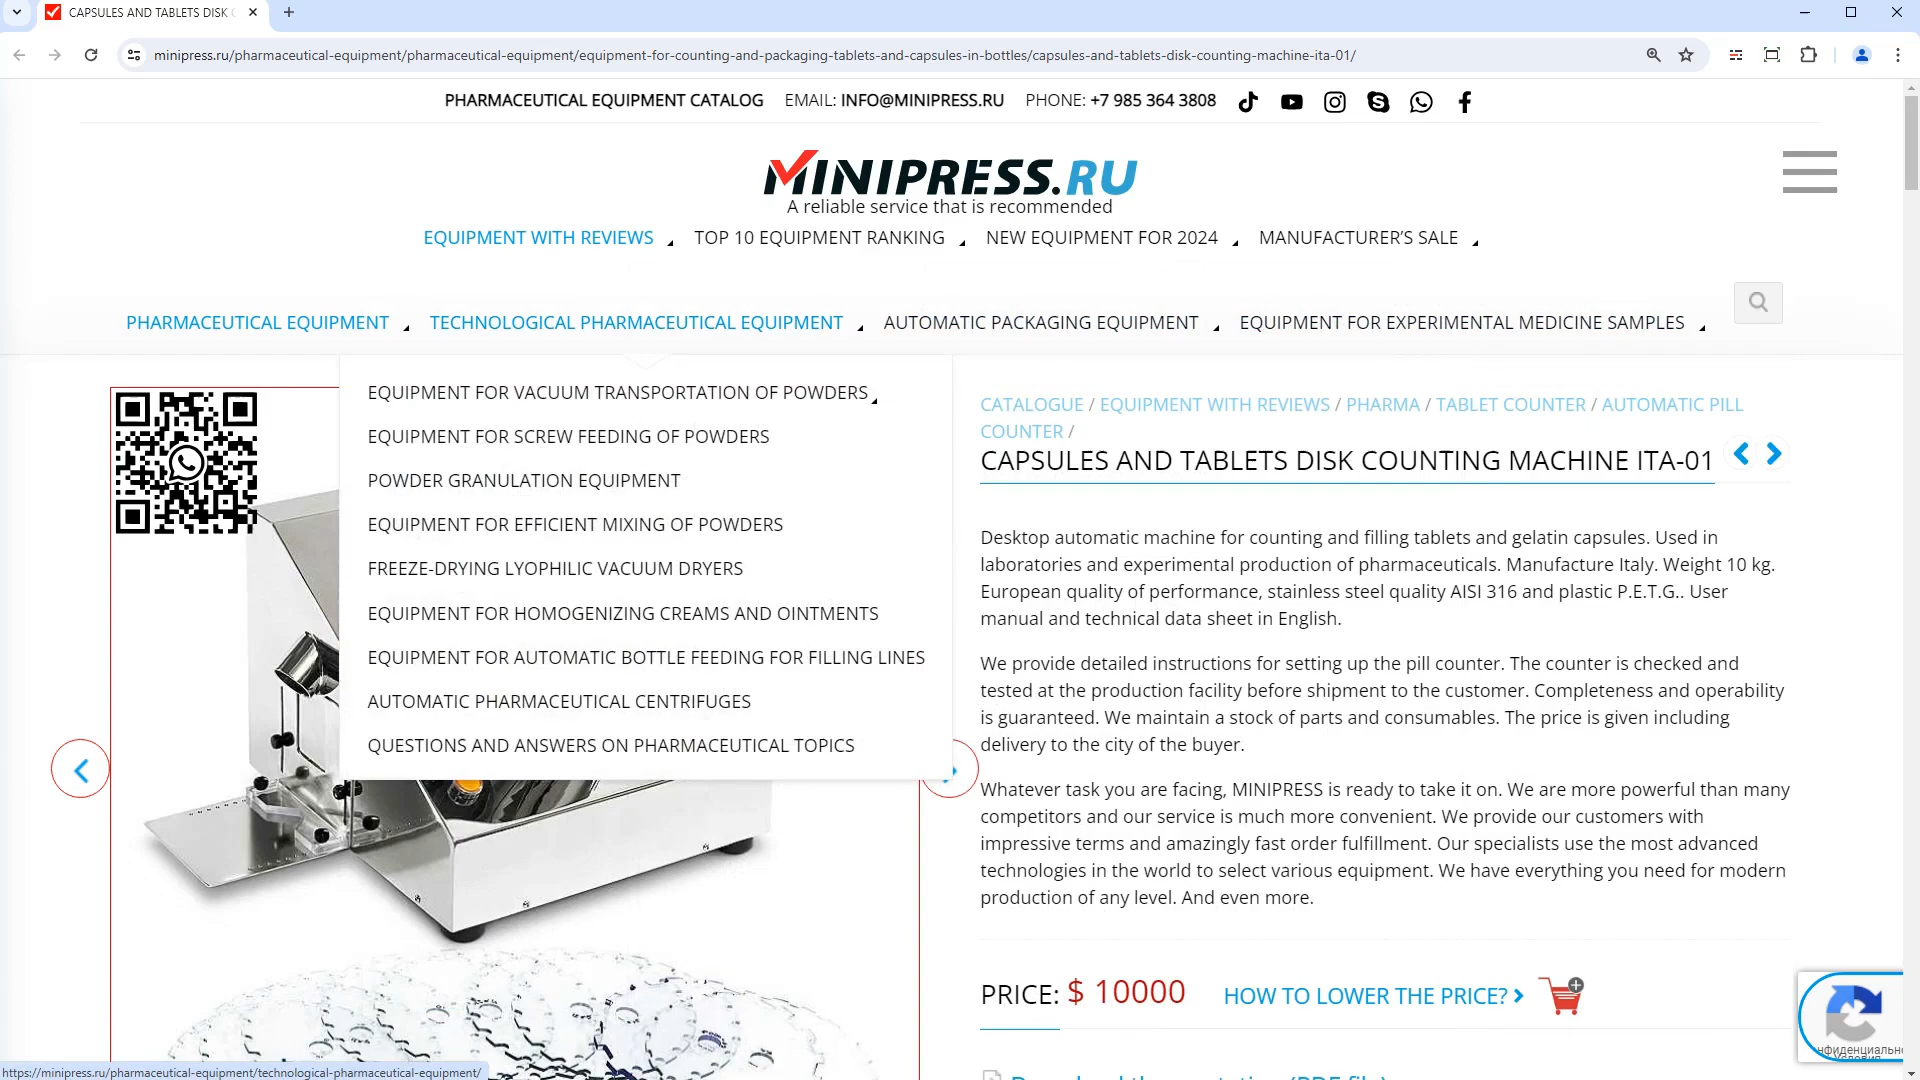 CAPSULES AND TABLETS DISK C
minipress.ru/pharmaceutical-equipment/pharmaceutical-equipment/equipment-for-counting-and-packaging-tablets-and-capsules-in-bottles/capsules-and-tablets-disk-counting-machine-ita-01/
PHARMACEUTICAL EQUIPMENT CATALOG EMAIL: INFO@MINIPRESS.RU PHONE: +7 985 364 3808
MINIPRESS.RU
A reliable service that is recommended
EQUIPMENT WITH REVIEWS TOP 10 EQUIPMENT RANKING NEW EQUIPMENT FOR 2024 MANUFACTURER'S SALE
PHARMACEUTICAL EQUIPMENT TECHNOLOGICAL PHARMACEUTICAL EQUIPMENT AUTOMATIC PACKAGING EQUIPMENT EQUIPMENT FOR EXPERIMENTAL MEDICINE SAMPLES
EQUIPMENT FOR VACUUM TRANSPORTATION OF POWDERS
EQUIPMENT FOR SCREW FEEDING OF POWDERS
POWDER GRANULATION EQUIPMENT
EQUIPMENT FOR EFFICIENT MIXING OF POWDERS
FREEZE-DRYING LYOPHILIC VACUUM DRYERS
EQUIPMENT FOR HOMOGENIZING CREAMS AND OINTMENTS
EQUIPMENT FOR AUTOMATIC BOTTLE FEEDING FOR FILLING LINES
AUTOMATIC PHARMACEUTICAL CENTRIFUGES
QUESTIONS AND ANSWERS ON PHARMACEUTICAL TOPICS
CATALOGUE / EQUIPMENT WITH REVIEWS / PHARMA / TABLET COUNTER / AUTOMATIC PILL
COUNTER /
CAPSULES AND TABLETS DISK COUNTING MACHINE ITA-01
Desktop automatic machine for counting and filling tablets and gelatin capsules. Used in
laboratories and experimental production of pharmaceuticals. Manufacture Italy. Weight 10 kg.
European quality of performance, stainless steel quality AISI 316 and plastic P.E.T.G.. User
manual and technical data sheet in English.
We provide detailed instructions for setting up the pill counter. The counter is checked and
tested at the production facility before shipment to the customer. Completeness and operability
is guaranteed. We maintain a stock of parts and consumables. The price is given including
delivery to the city of the buyer.
Whatever task you are facing, MINIPRESS is ready to take it on. We are more powerful than many
competitors and our service is much more convenient. We provide our customers with
impressive terms and amazingly fast order fulfillment. Our specialists use the most advanced
technologies in the world to select various equipment. We have everything you need for modern
production of any level. And even more.
PRICE: $ 10000 HOW TO LOWER THE PRICE?
https://minipress.ru/pharmaceutical-equipment/technological-pharmaceutical-equipment/